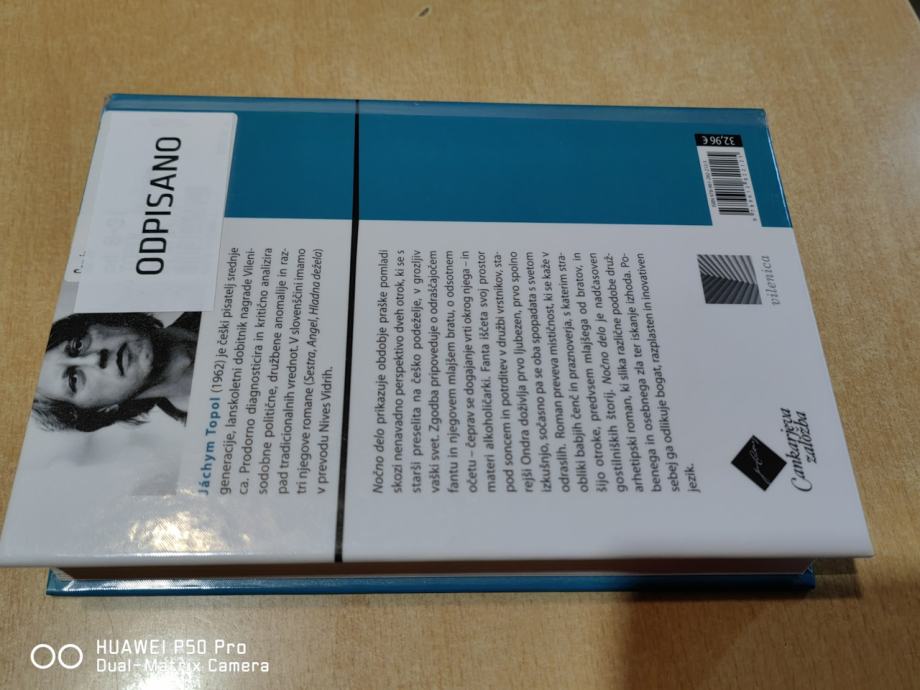 ODPISANO
Jáchym Topol (1962) je češki pisatelj srednje
generacije, lanskoletni dobitnik nagrade Vileni-
ca. Prodorno diagnosticira in kritično analizira
sodobne politične, družbene anomalije in raz-
pad tradicionalnih vrednot. V slovenščini imamo
tri njegove romane (Sestra, Angel, Hladna dežela)
v prevodu Nives Vidrih.
Nočno delo prikazuje obdobje praške pomladi
skozi nenavadno perspektivo dveh otrok, ki se s
starši preselita na češko podeželje, v grozljiv
vaški svet. Zgodba pripoveduje o odraščajočem
fantu in njegovem mlajšem bratu, o odsotnem
očetu – čeprav se dogajanje vrti okrog njega – in
materi alkoholičarki. Fanta iščeta svoj prostor
pod soncem in potrditev v družbi vrstnikov, sta-
rejši Ondra doživlja prvo ljubezen, prvo spolno
izkušnjo, sočasno pa se oba spopadata s svetom
odraslih. Roman preveva mističnost, ki se kaže v
obliki babjih čenč in praznoverja, s katerim stra-
šijo otroke, predvsem mlajšega od bratov, in
gostilniških štorij. Nočno delo je nadčasoven
arhetipski roman, ki slika različne podobe druž-
benega in osebnega zla ter iskanje izhoda. Po-
sebej ga odlikuje bogat, razplasten in inovativen
jezik.
32,96 €
vilenica
Cankarjeva
založba
HUAWEI P50 Pro
Dual-Matrix Camera